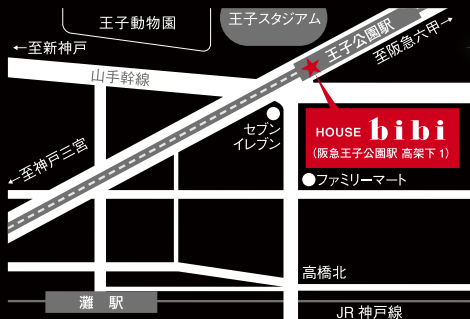 王子動物園
王子スタジアム
←至新神戸
王子公園駅
至阪急六甲→
山手幹線
セブン
イレブン
HOUSE bibi
(阪急王子公園駅 高架下1)
←至神戸三宮
ファミリーマート
高橋北
灘 駅
JR 神戸線